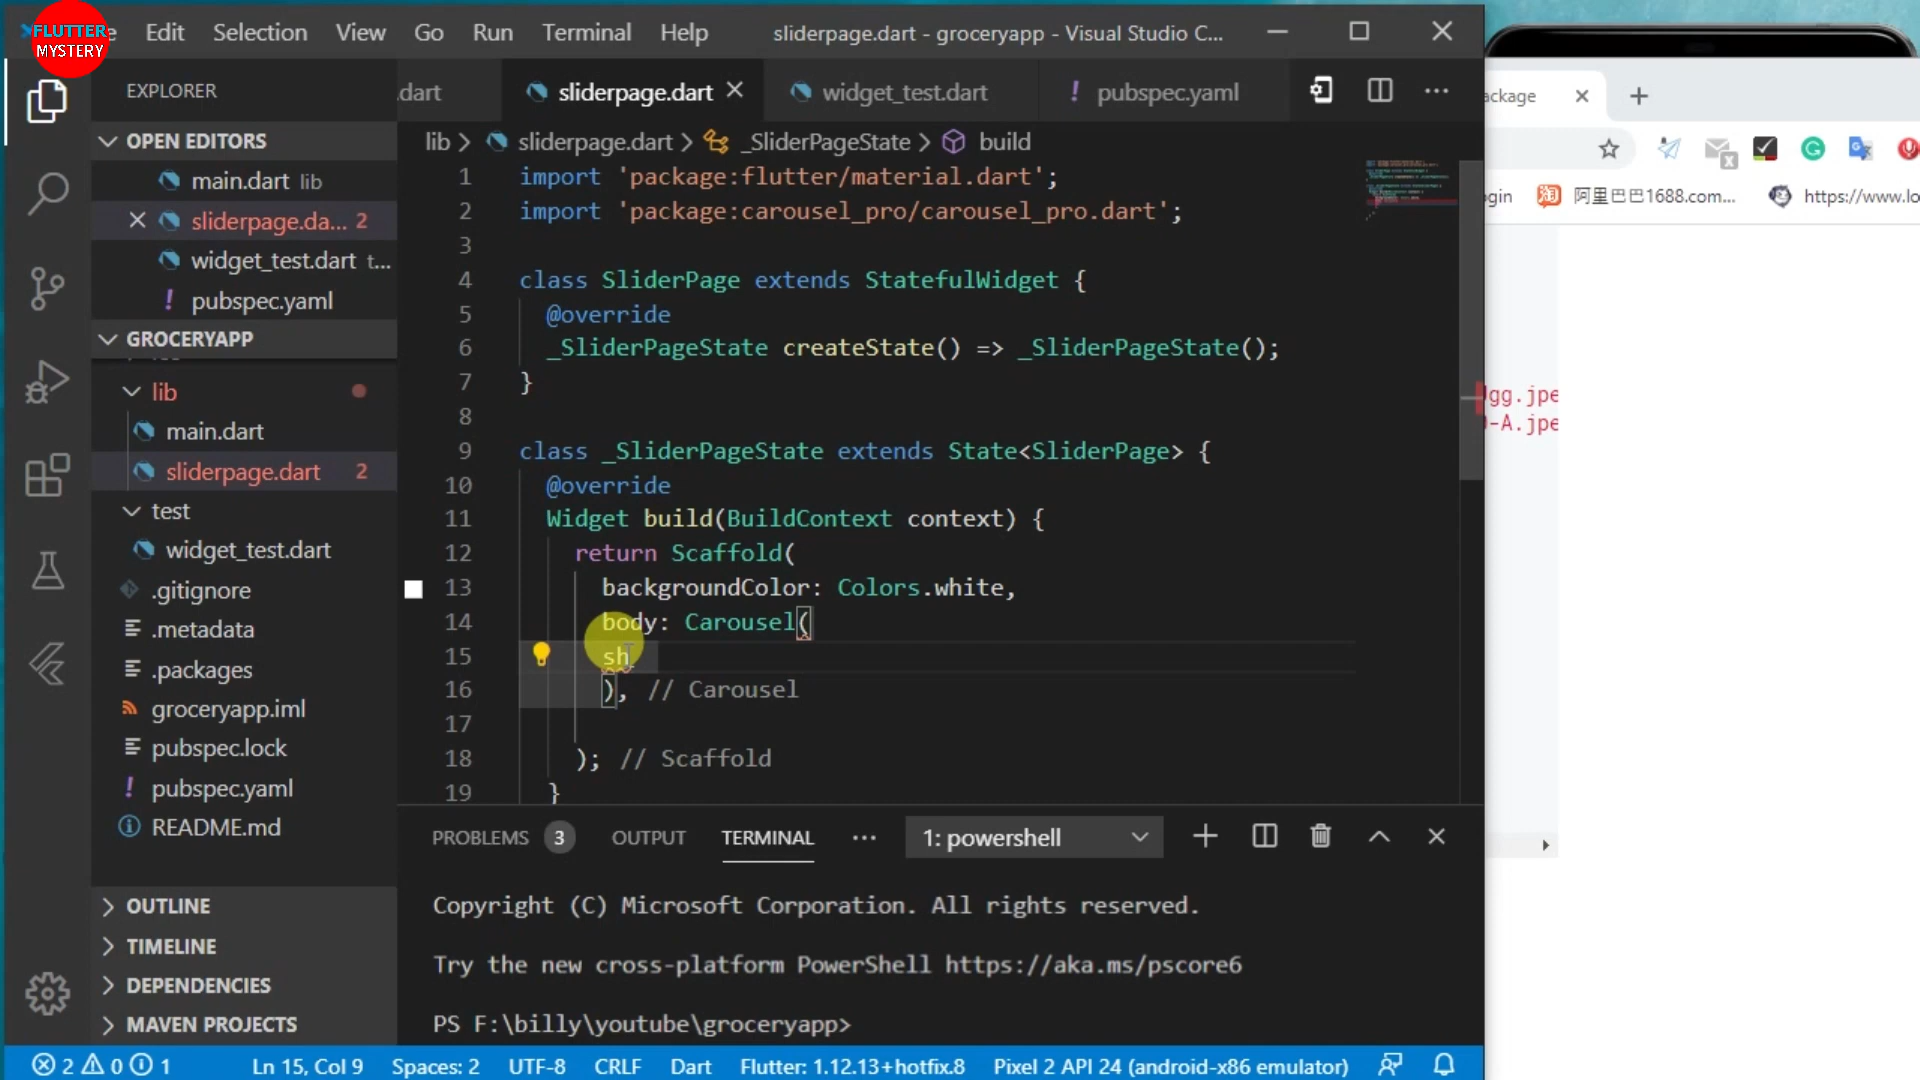 FLUTTER
MYSTERY
Edit Selection View Go Run Terminal Help
sliderpage.dart - groceryapp - Visual Studio C...
EXPLORER
OPEN EDITORS
main.dart lib
sliderpage.da... 2
widget_test.dart t...
pubspec.yaml
GROCERYAPP
lib
main.dart
sliderpage.dart 2
test
widget_test.dart
.gitignore
.metadata
.packages
groceryapp.iml
pubspec.lock
pubspec.yaml
README.md
OUTLINE
TIMELINE
DEPENDENCIES
MAVEN PROJECTS
.dart sliderpage.dart widget_test.dart ! pubspec.yaml
lib > sliderpage.dart > _SliderPageState > build
1 import 'package:flutter/material.dart';
2 import 'package:carousel_pro/carousel_pro.dart';
3
4 class SliderPage extends StatefulWidget {
5 @override
6 _SliderPageState createState() => _SliderPageState();
7 }
8
9 class _SliderPageState extends State<SliderPage> {
10 @override
11 Widget build(BuildContext context) {
12 return Scaffold(
13 backgroundColor: Colors.white,
14 body: Carousel(
15 sh
16 ), // Carousel
17
18 ); // Scaffold
19 }
PROBLEMS 3 OUTPUT TERMINAL ... 1: powershell
Copyright (C) Microsoft Corporation. All rights reserved.
Try the new cross-platform PowerShell https://aka.ms/pscore6
PS F:\billy\youtube\groceryapp>
2 0 1 Ln 15, Col 9 Spaces: 2 UTF-8 CRLF Dart Flutter: 1.12.13+hotfix.8 Pixel 2 API 24 (android-x86 emulator)
ackage
gin 阿里巴巴1688.com... https://www.lo
gg.jpe
-A.jpe